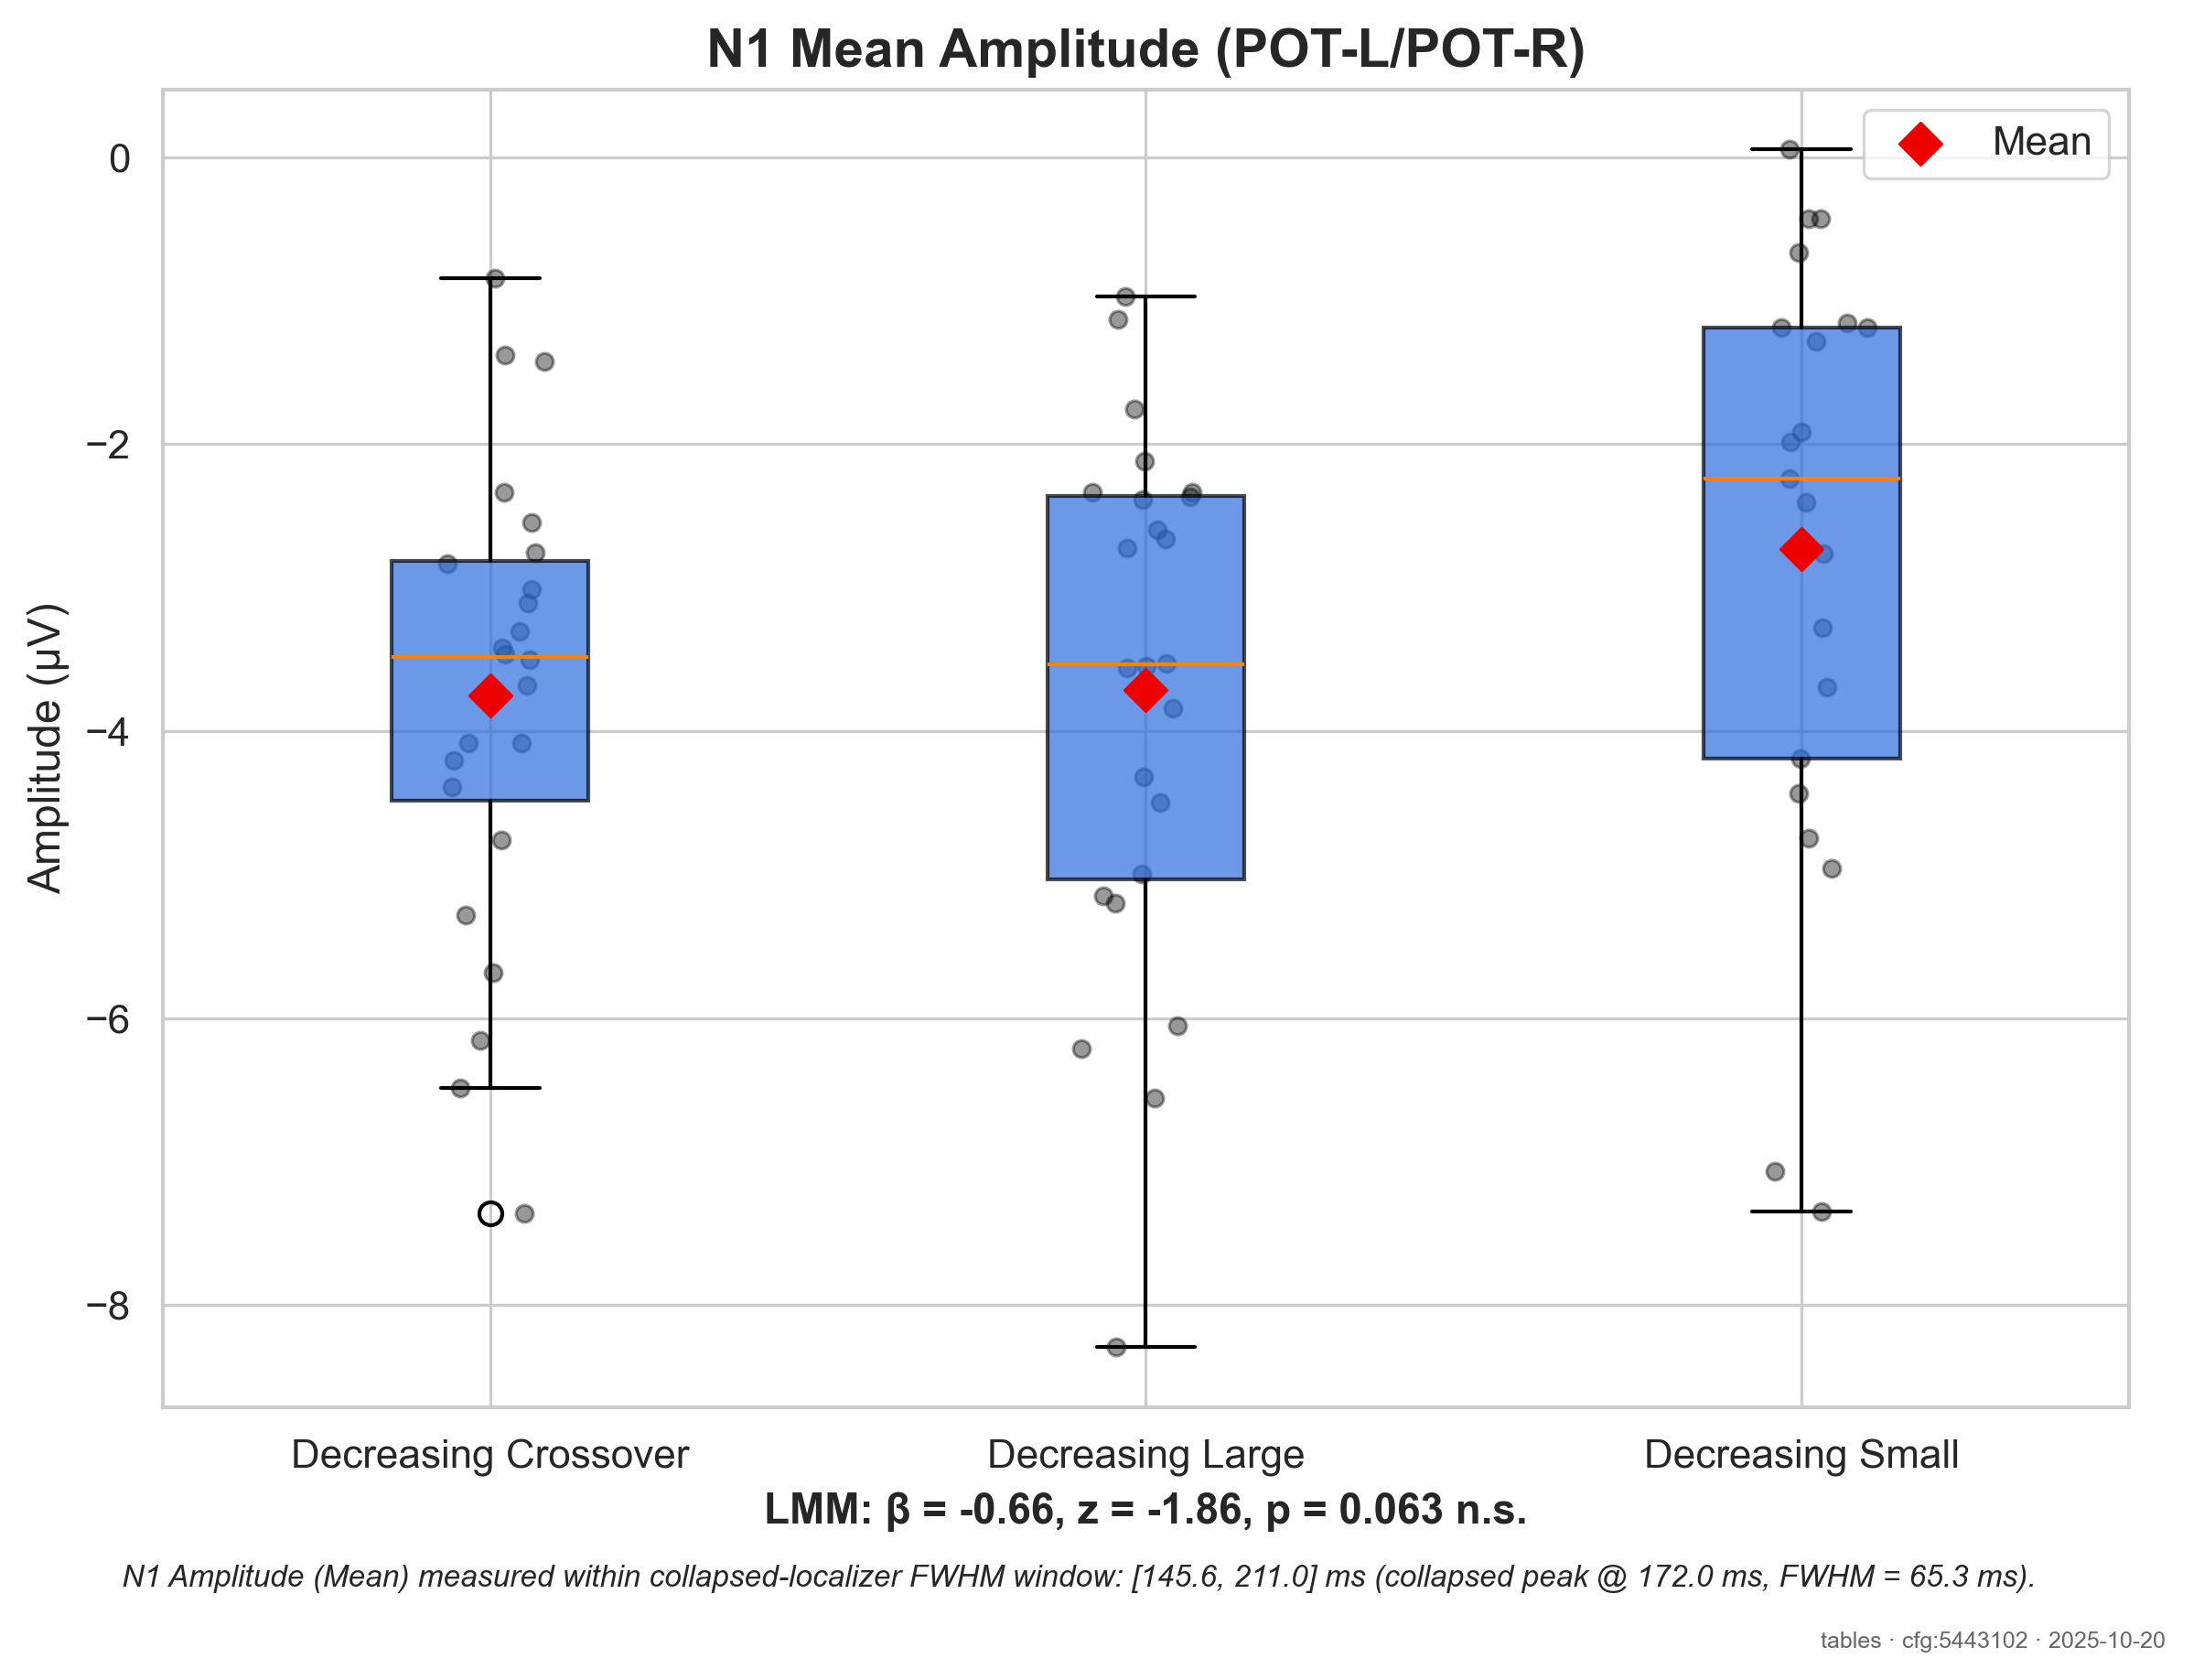 N1 Mean Amplitude (POT-L/POT-R)
Mean
Amplitude (µV)
0
−2
−4
−6
−8
Decreasing Crossover
Decreasing Large
Decreasing Small
LMM: β = -0.66, z = -1.86, p = 0.063 n.s.
N1 Amplitude (Mean) measured within collapsed-localizer FWHM window: [145.6, 211.0] ms (collapsed peak @ 172.0 ms, FWHM = 65.3 ms).
tables · cfg:5443102 · 2025-10-20